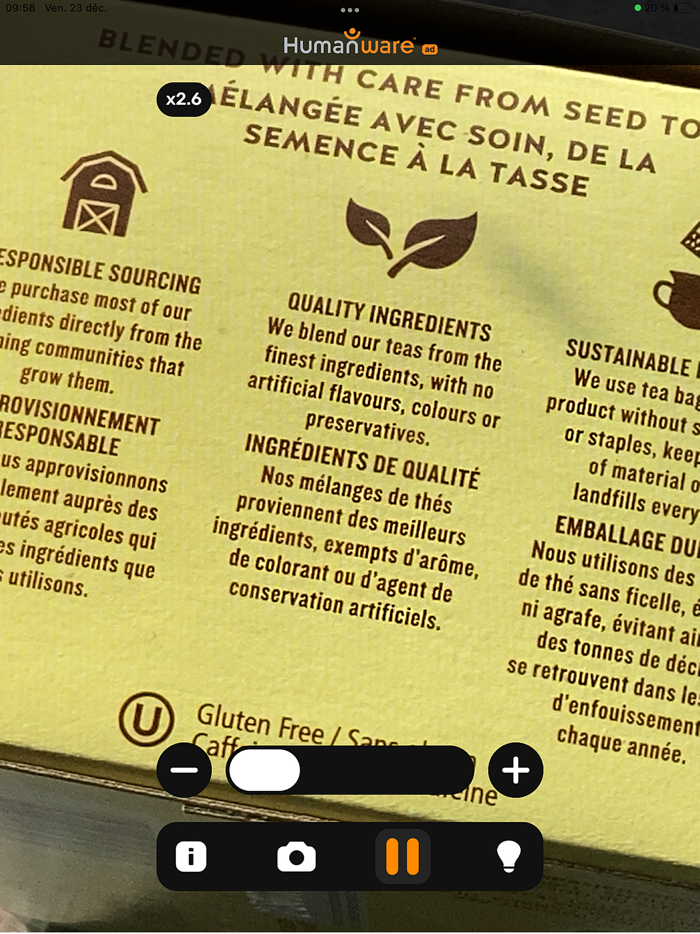 09:58 Ven. 23 déc.
20 %
HumanWare ad
x2.6
BLENDED WITH CARE FROM SEED TO
MÉLANGÉE AVEC SOIN, DE LA
SEMENCE À LA TASSE
ESPONSIBLE SOURCING
e purchase most of our
edients directly from the
ning communities that
grow them.
ROVISIONNEMENT
RESPONSABLE
us approvisionnons
lement auprès des
utés agricoles qui
es ingrédients que
s utilisons.
QUALITY INGREDIENTS
We blend our teas from the
finest ingredients, with no
artificial flavours, colours or
preservatives.
INGRÉDIENTS DE QUALITÉ
Nos mélanges de thés
proviennent des meilleurs
ingrédients, exempts d'arôme,
de colorant ou d'agent de
conservation artificiels.
SUSTAINABLE
We use tea bag
product without s
or staples, keep
of material o
landfills every
EMBALLAGE DU
Nous utilisons des
de thé sans ficelle, é
ni agrafe, évitant ai
des tonnes de déc
se retrouvent dans le
d'enfouissement
chaque année.
U
Gluten Free / Sans
Caff
éine